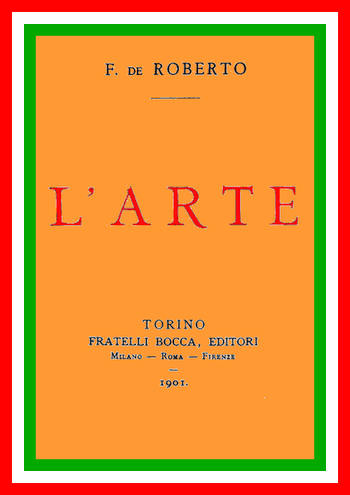 F. DE ROBERTO
L'ARTE
TORINO
FRATELLI BOCCA, EDITORI
MILANO — ROMA — FIRENZE
—
1901.